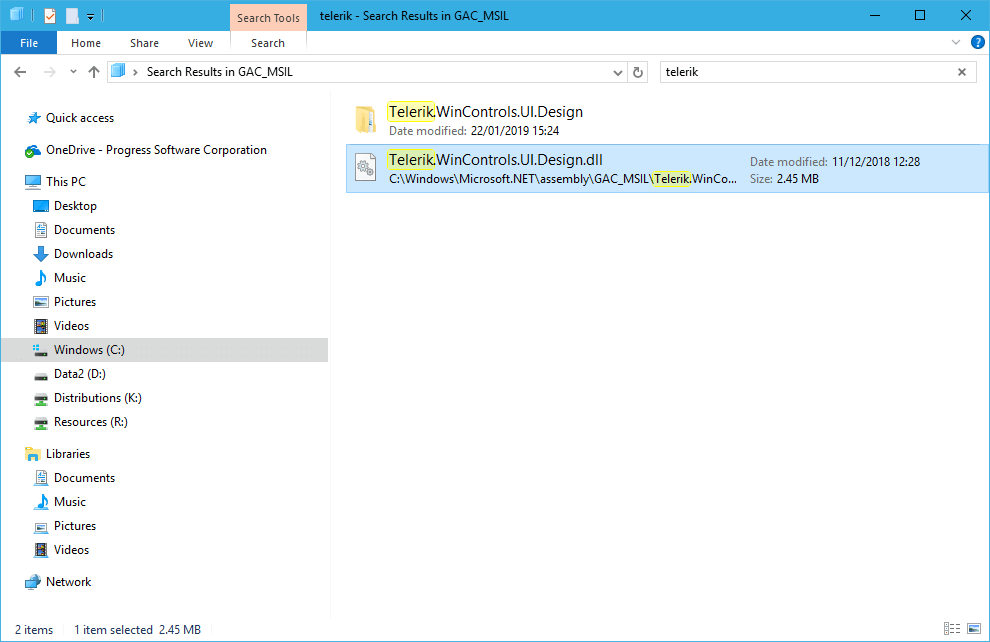 Search Tools
telerik - Search Results in GAC_MSIL
File Home Share View Search
Search Results in GAC_MSIL
telerik
Quick access
OneDrive - Progress Software Corporation
This PC
Desktop
Documents
Downloads
Music
Pictures
Videos
Windows (C:)
Data2 (D:)
Distributions (K:)
Resources (R:)
Libraries
Documents
Music
Pictures
Videos
Network
Telerik.WinControls.UI.Design
Date modified: 22/01/2019 15:24
Telerik.WinControls.UI.Design.dll
C:\Windows\Microsoft.NET\assembly\GAC_MSIL\Telerik.WinCo...
Date modified: 11/12/2018 12:28
Size: 2.45 MB
2 items 1 item selected 2.45 MB